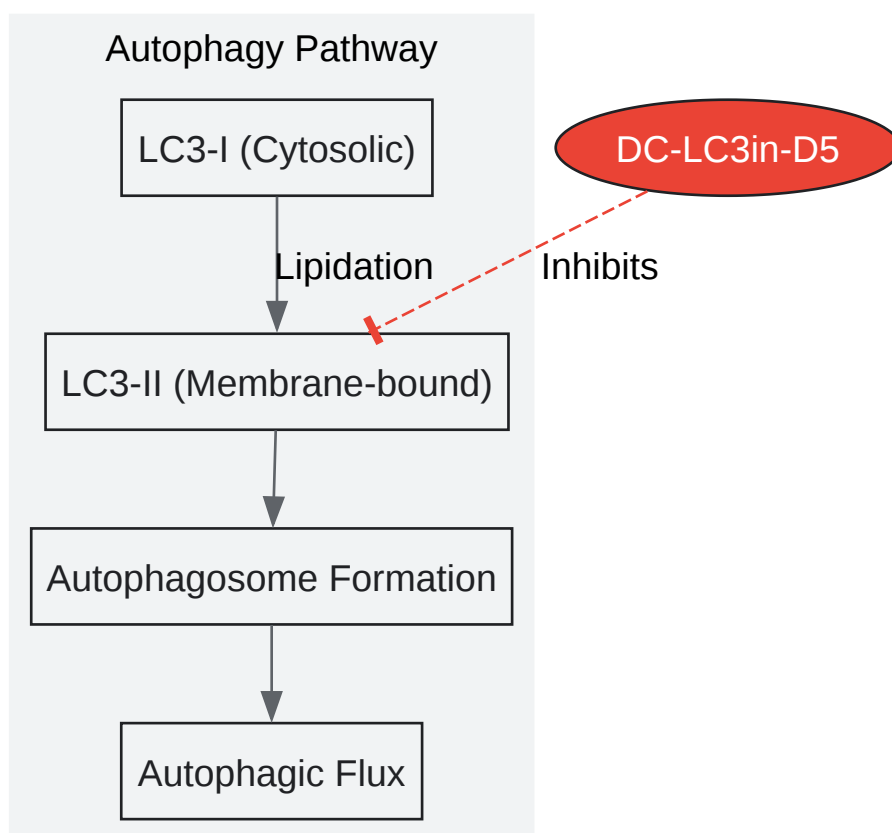 Autophagy Pathway
LC3-I (Cytosolic)
DC-LC3in-D5
Lipidation
Inhibits
LC3-II (Membrane-bound)
Autophagosome Formation
Autophagic Flux